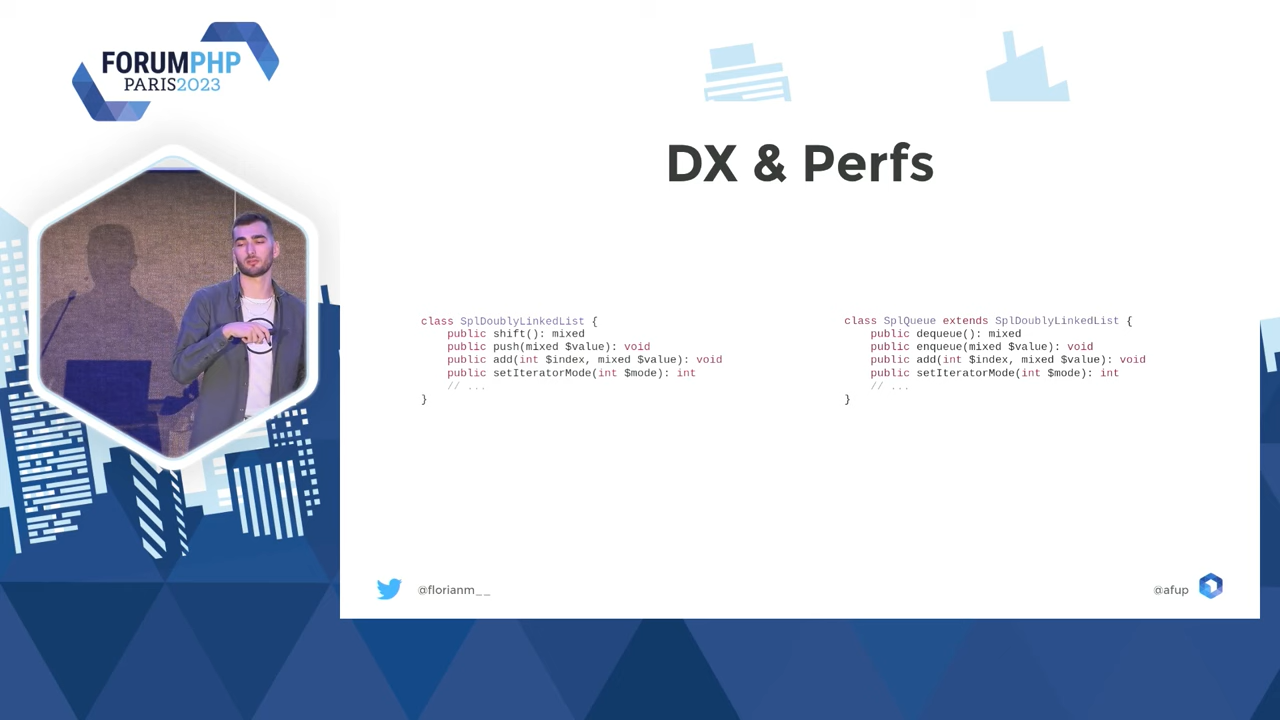 FORUMPHP
PARIS2023
DX & Perfs
class SplDoublyLinkedList {
    public shift(): mixed
    public push(mixed $value): void
    public add(int $index, mixed $value): void
    public setIteratorMode(int $mode): int
    // ...
}
class SplQueue extends SplDoublyLinkedList {
    public dequeue(): mixed
    public enqueue(mixed $value): void
    public add(int $index, mixed $value): void
    public setIteratorMode(int $mode): int
    // ...
}
@florianm__
@afup